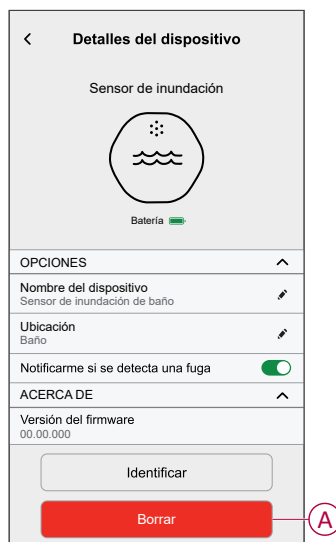 Detalles del dispositivo
Sensor de inundación
Batería
OPCIONES
Nombre del dispositivo
Sensor de inundación de baño
Ubicación
Baño
Notificarme si se detecta una fuga
ACERCA DE
Versión del firmware
00.00.000
Identificar
Borrar
A